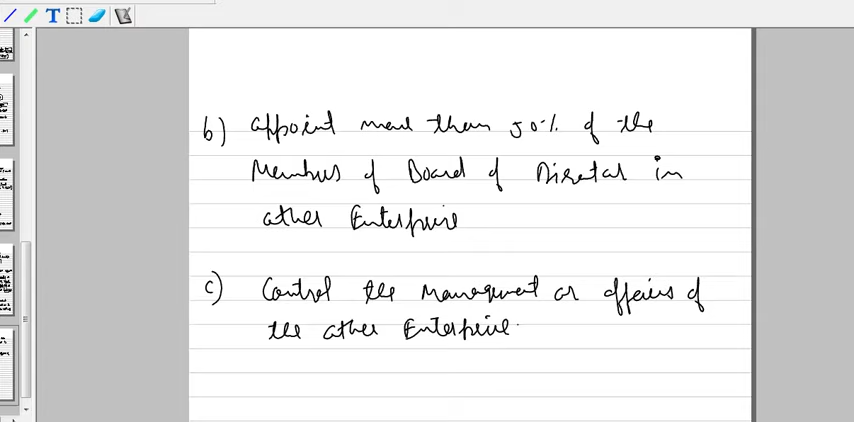 b) appoint more than 50% of the
Members of Board of Director in
other Enterprise
c) Control the Management or affairs of
the other Enterprise.